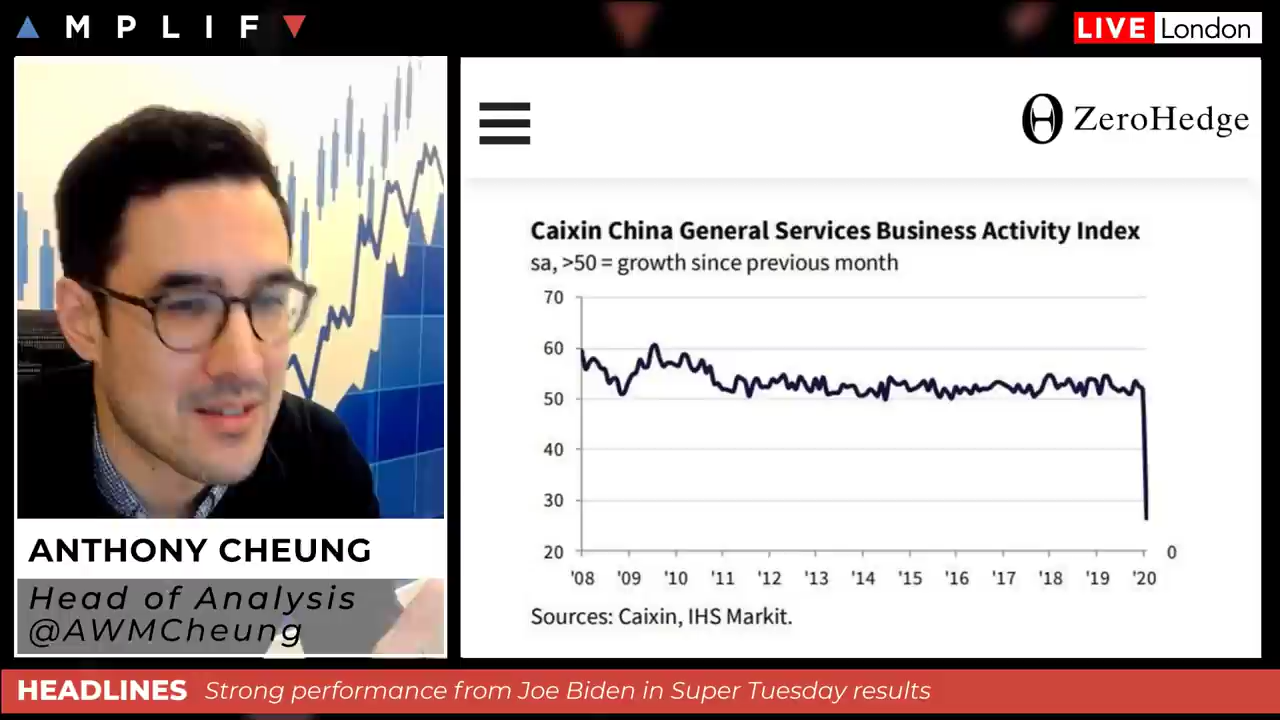 ▲ M P L I F ▼
LIVE London
ZeroHedge
Caixin China General Services Business Activity Index
sa, >50 = growth since previous month
70
60
50
40
30
20
0
'08 '09 '10 '11 '12 '13 '14 '15 '16 '17 '18 '19 '20
Sources: Caixin, IHS Markit.
ANTHONY CHEUNG
Head of Analysis
@AWMCheung
HEADLINES Strong performance from Joe Biden in Super Tuesday results